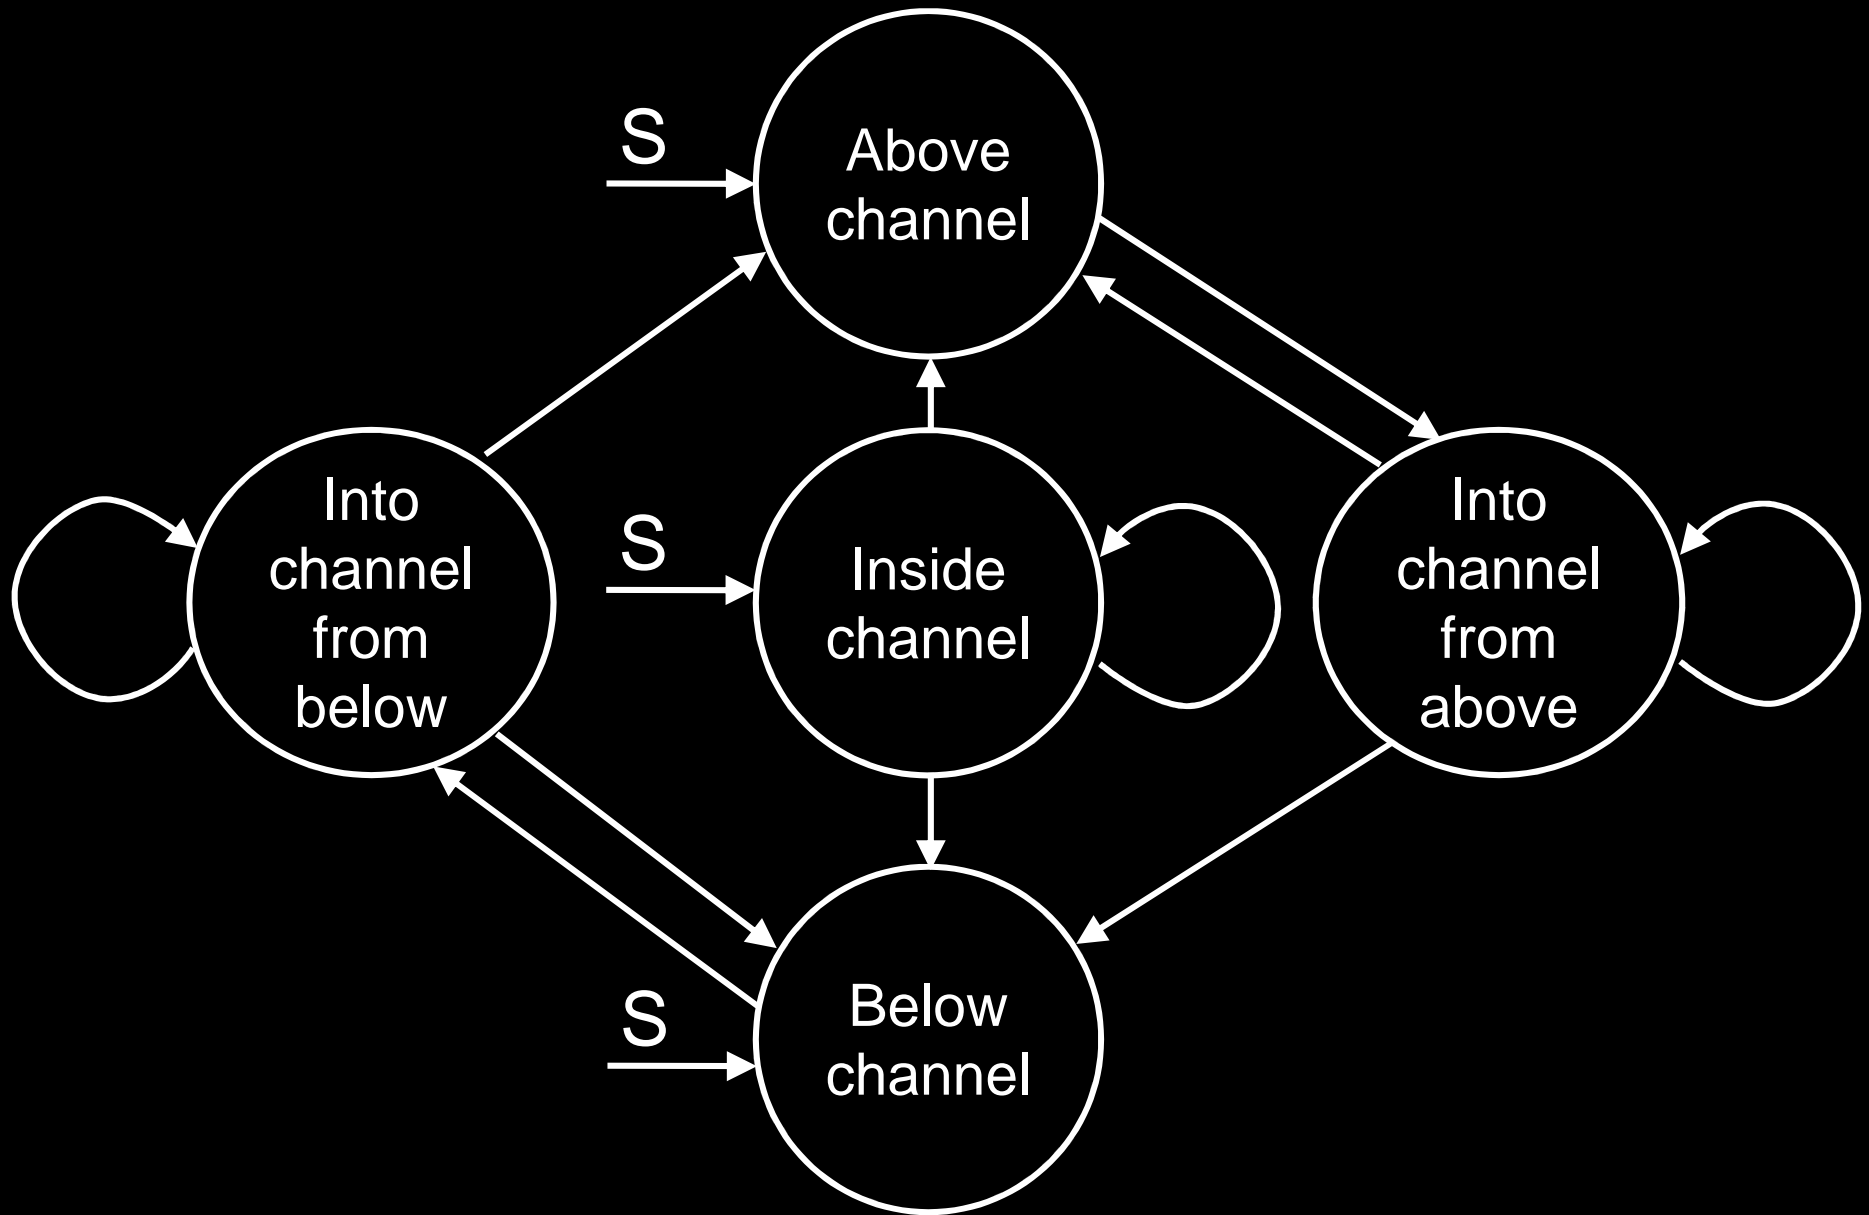 S
Above
channel
Into
channel
from
below
S
Inside
channel
Into
channel
from
above
S
Below
channel